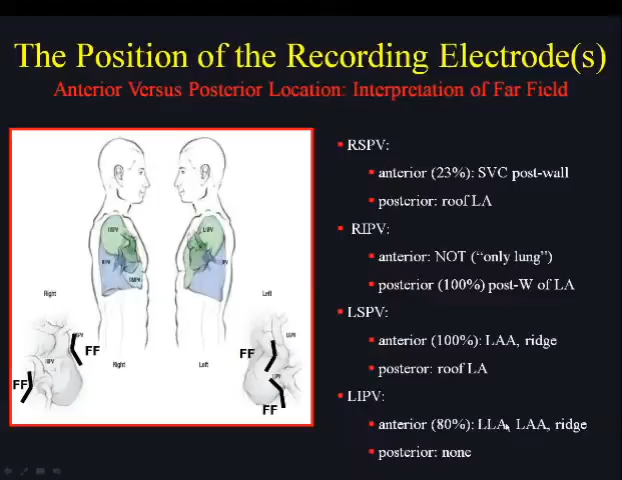 The Position of the Recording Electrode(s)
Anterior Versus Posterior Location: Interpretation of Far Field
RSPV:
anterior (23%): SVC post-wall
posterior: roof LA
RIPV:
anterior: NOT ("only lung")
posterior (100%) post-W of LA
LSPV:
anterior (100%): LAA, ridge
posteror: roof LA
LIPV:
anterior (80%): LLA, LAA, ridge
posterior: none
Right
Left
Right
Left
FF
FF
FF
FF